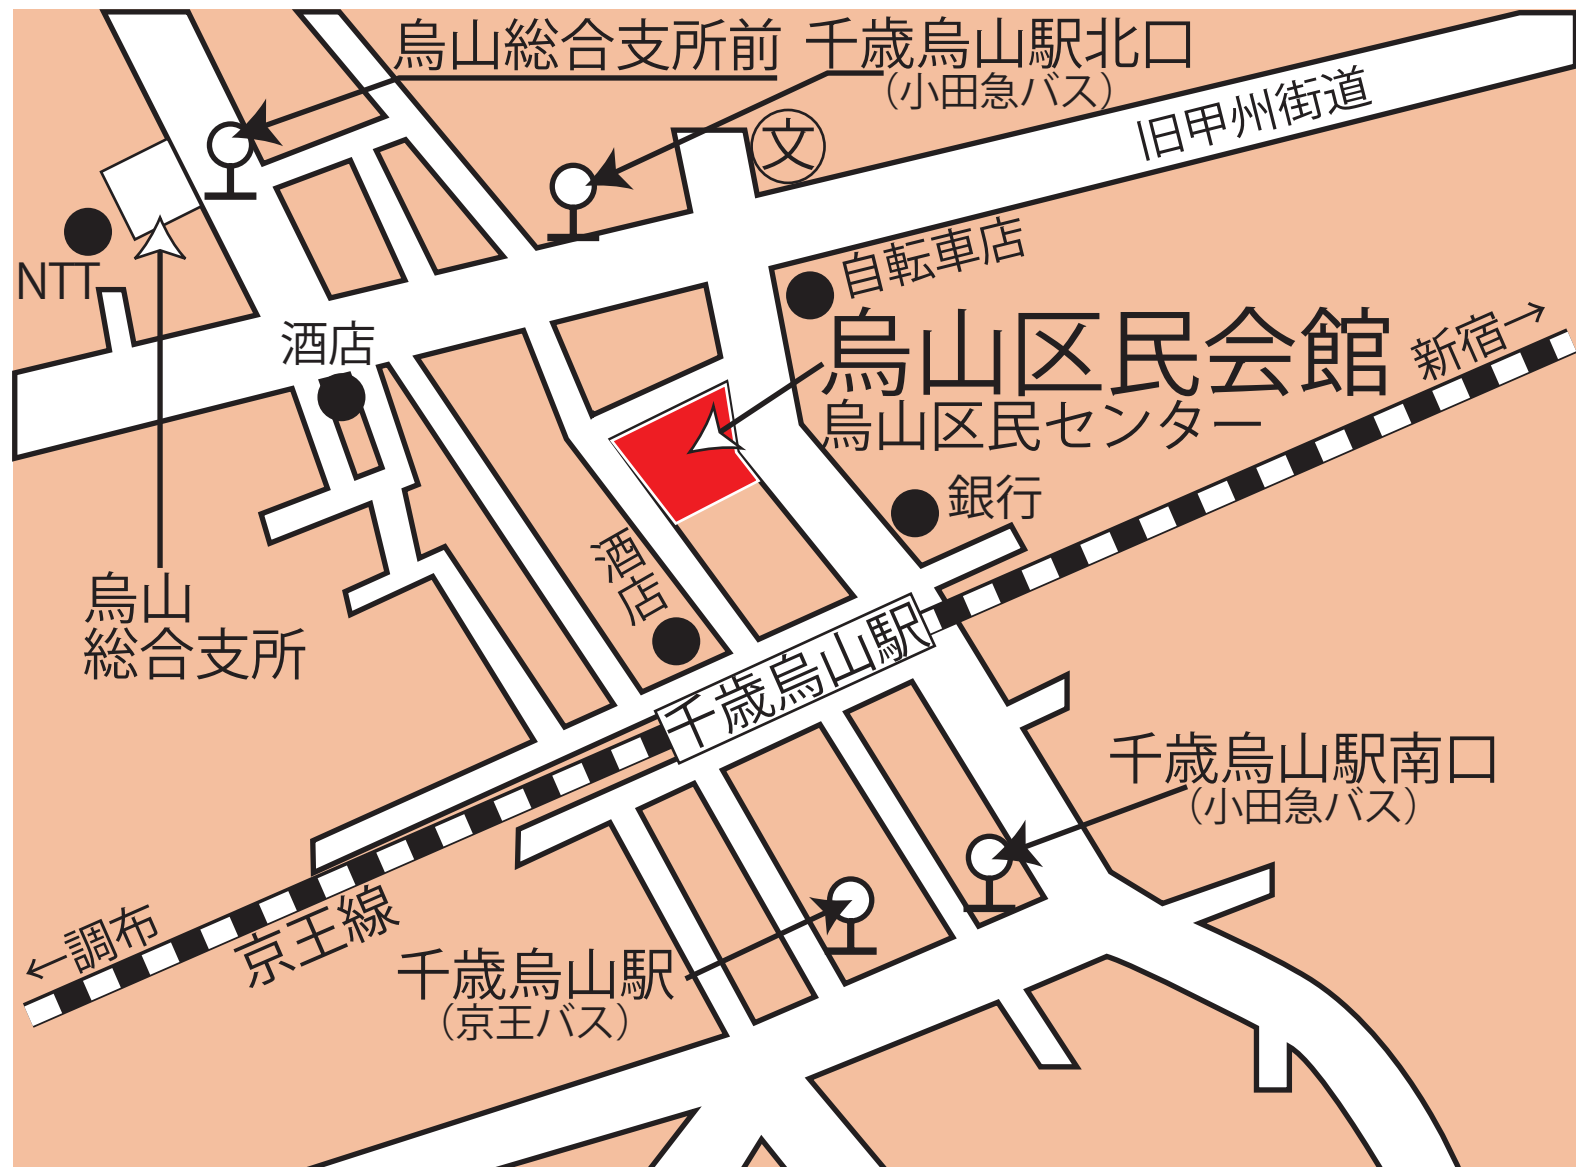 烏山総合支所前
千歳烏山駅北口
（小田急バス）
文
旧甲州街道
NTT
自転車店
酒店
烏山区民会館
烏山区民センター
新宿→
銀行
酒店
烏山
総合支所
千歳烏山駅
千歳烏山駅南口
（小田急バス）
←調布
京王線
千歳烏山駅
（京王バス）